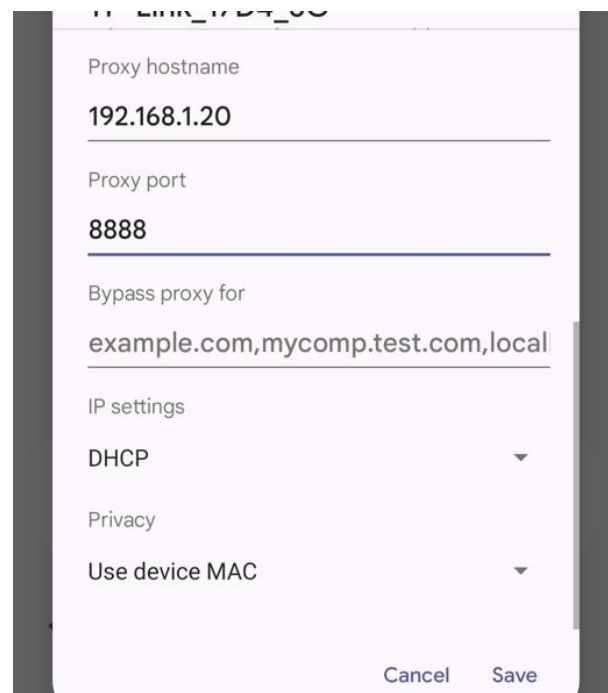 Proxy hostname
192.168.1.20
Proxy port
8888
Bypass proxy for
example.com,mycomp.test.com,local
IP settings
DHCP
Privacy
Use device MAC
Cancel Save